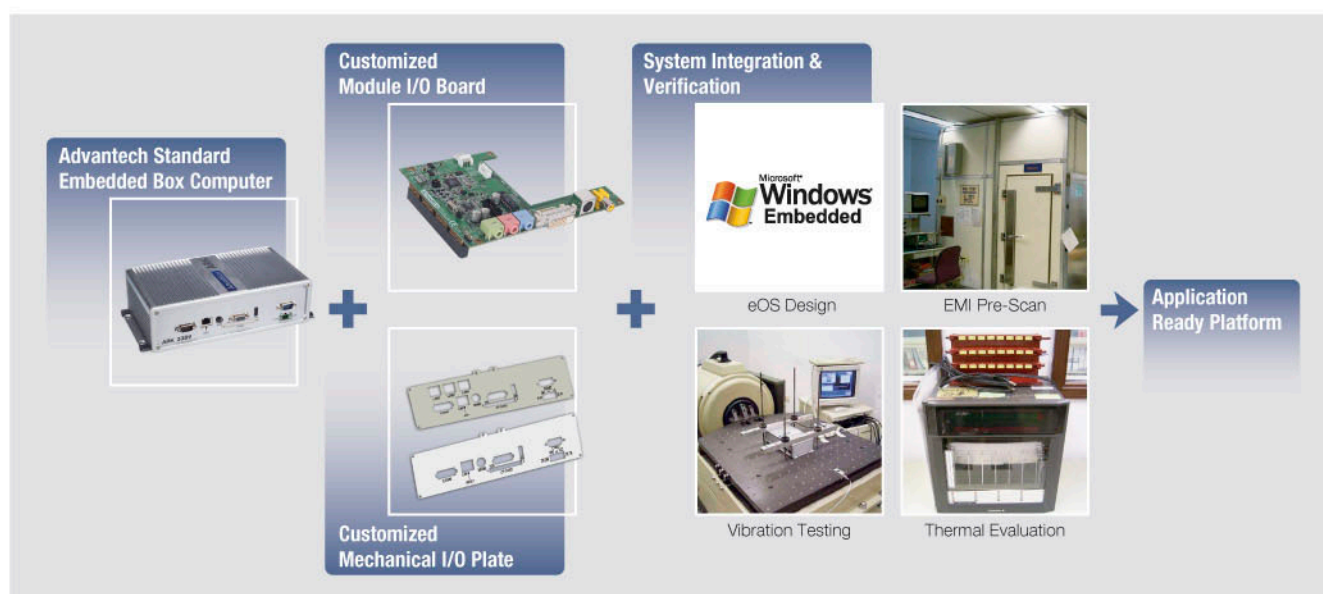 Customized
Module I/O Board
System Integration &
Verification
Advantech Standard
Embedded Box Computer
Microsoft®
Windows®
Embedded
eOS Design
EMI Pre-Scan
Application
Ready Platform
Vibration Testing
Thermal Evaluation
Customized
Mechanical I/O Plate